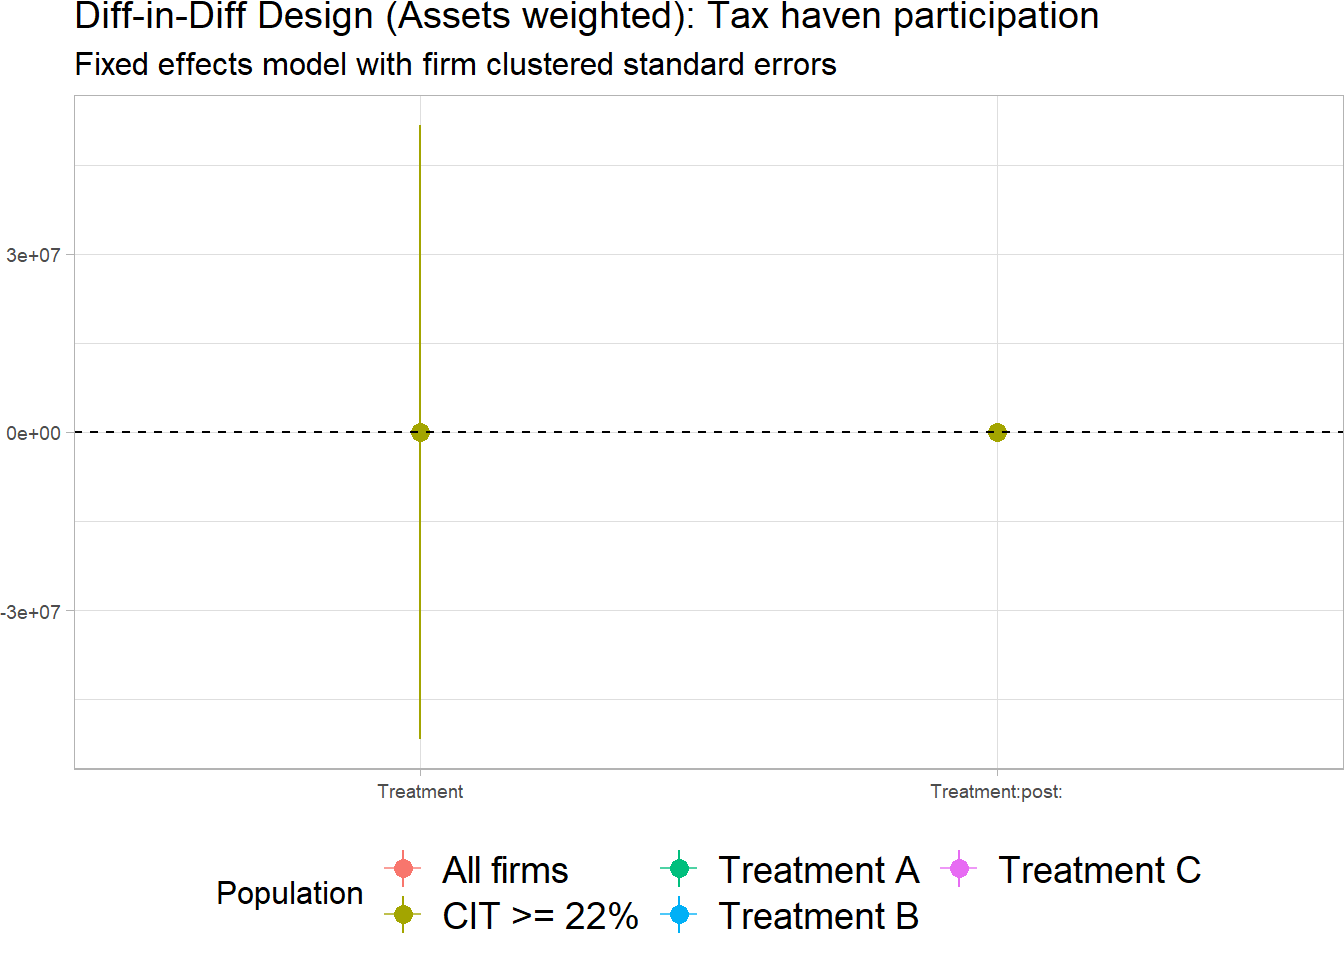 Diff-in-Diff Design (Assets weighted): Tax haven participation
Fixed effects model with firm clustered standard errors
3e+07
0e+00
-3e+07
Treatment
Treatment:post:
Population
All firms
Treatment A
Treatment C
CIT >= 22%
Treatment B